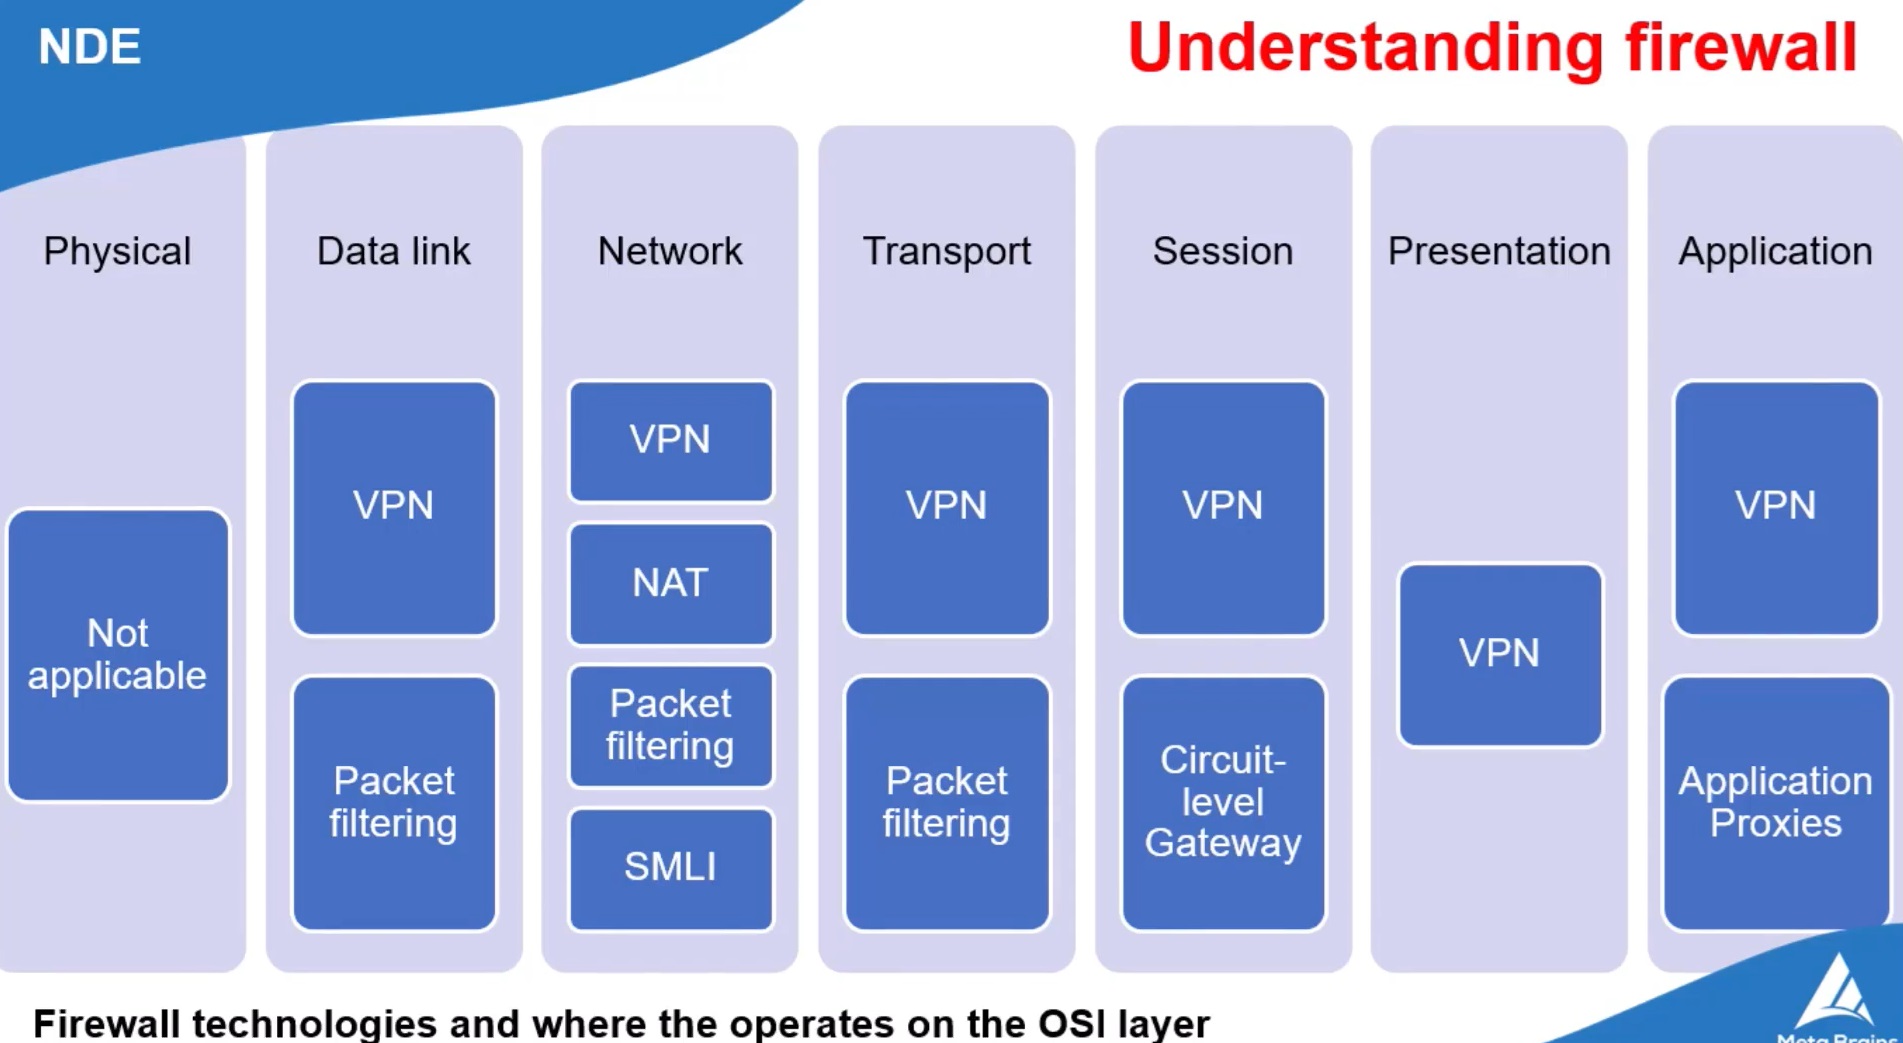 NDE
Understanding firewall
Physical
Not
applicable
Data link
VPN
Packet
filtering
Network
VPN
NAT
Packet
filtering
SMLI
Transport
VPN
Packet
filtering
Session
VPN
Circuit-
level
Gateway
Presentation
VPN
Application
VPN
Application
Proxies
Firewall technologies and where the operates on the OSI layer
Meta Brains